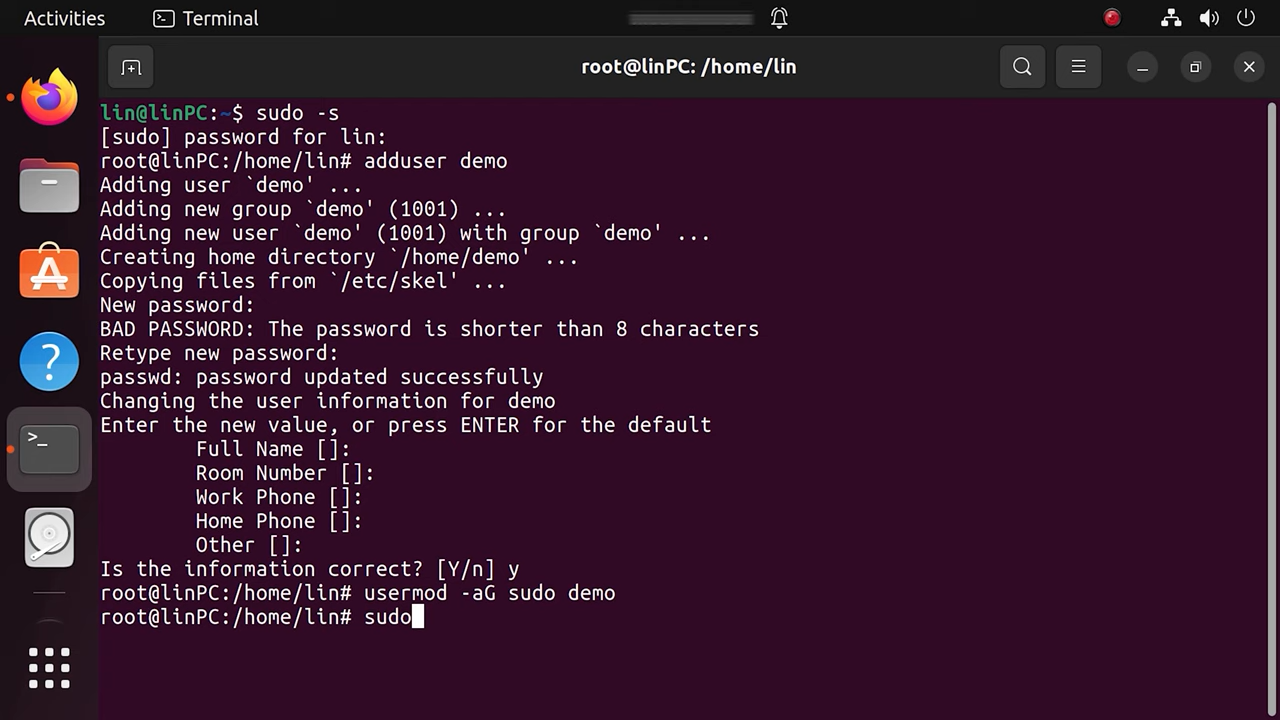 Activities Terminal
root@linPC: /home/lin
lin@linPC:~$ sudo -s
[sudo] password for lin:
root@linPC:/home/lin# adduser demo
Adding user `demo' ...
Adding new group `demo' (1001) ...
Adding new user `demo' (1001) with group `demo' ...
Creating home directory `/home/demo' ...
Copying files from `/etc/skel' ...
New password:
BAD PASSWORD: The password is shorter than 8 characters
Retype new password:
passwd: password updated successfully
Changing the user information for demo
Enter the new value, or press ENTER for the default
        Full Name []:
        Room Number []:
        Work Phone []:
        Home Phone []:
        Other []:
Is the information correct? [Y/n] y
root@linPC:/home/lin# usermod -aG sudo demo
root@linPC:/home/lin# sudo